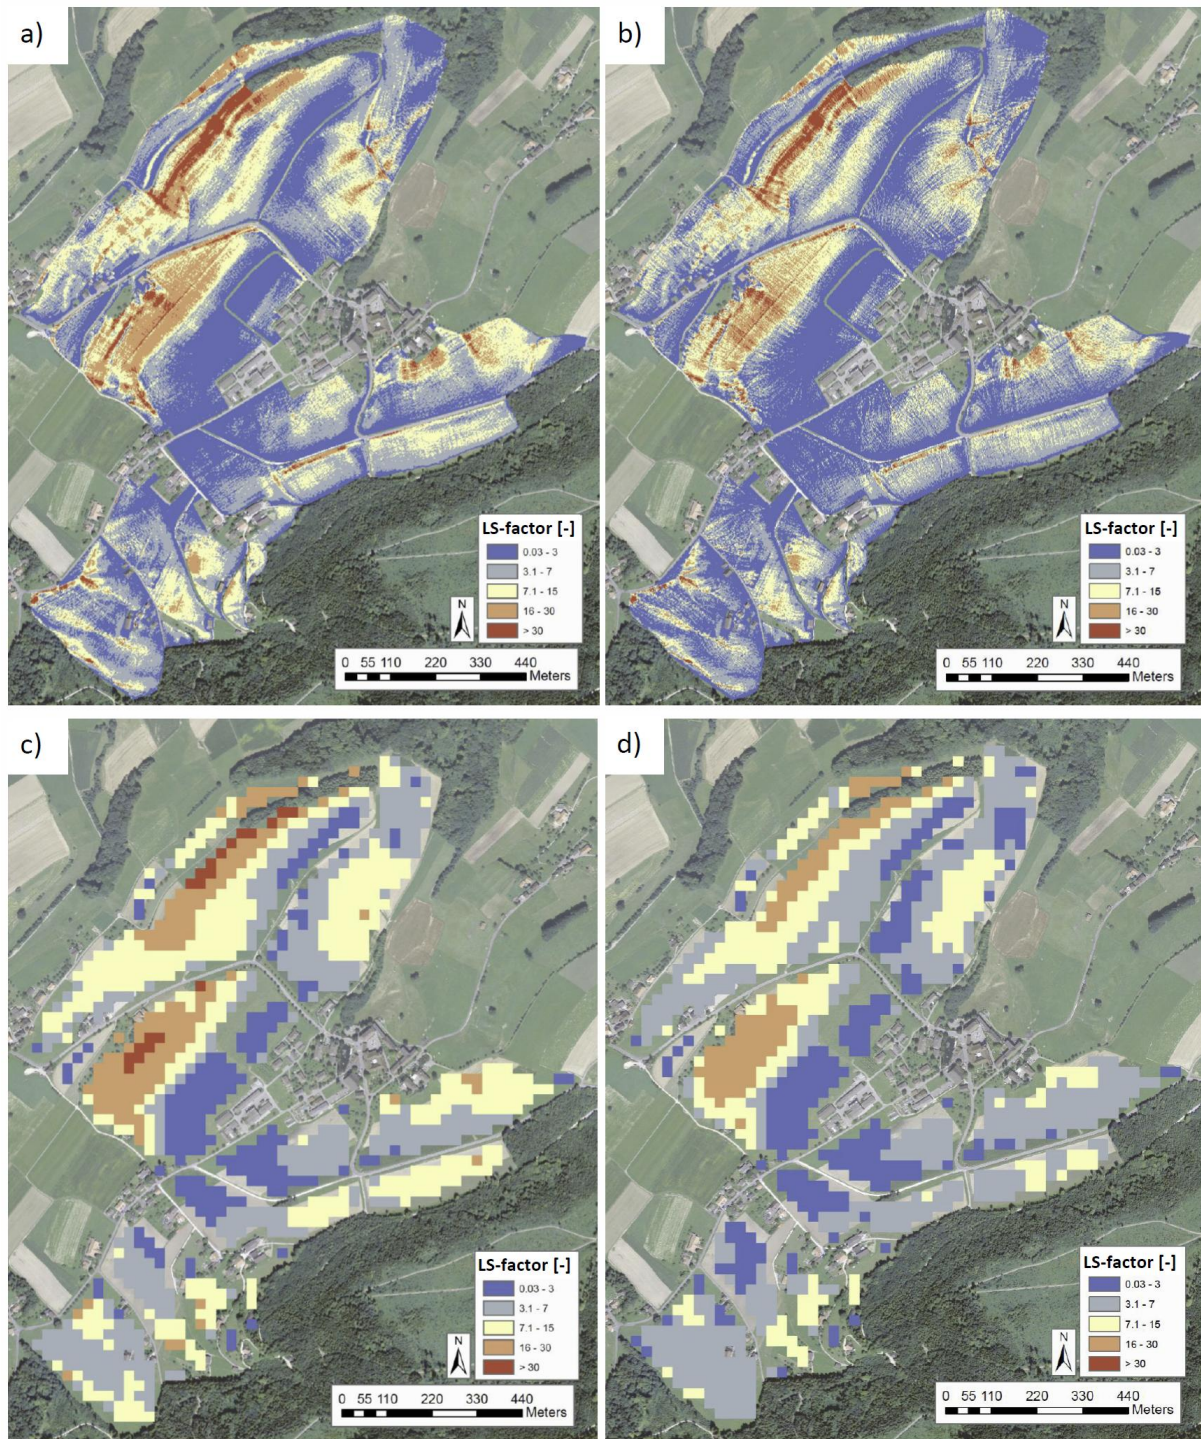 a)
LS-factor [-]
0.03 - 3
3.1 - 7
7.1 - 15
16 - 30
> 30
N
0 55 110 220 330 440
Meters
b)
LS-factor [-]
0.03 - 3
3.1 - 7
7.1 - 15
16 - 30
> 30
N
0 55 110 220 330 440
Meters
c)
LS-factor [-]
0.03 - 3
3.1 - 7
7.1 - 15
16 - 30
> 30
N
0 55 110 220 330 440
Meters
d)
LS-factor [-]
0.03 - 3
3.1 - 7
7.1 - 15
16 - 30
> 30
N
0 55 110 220 330 440
Meters